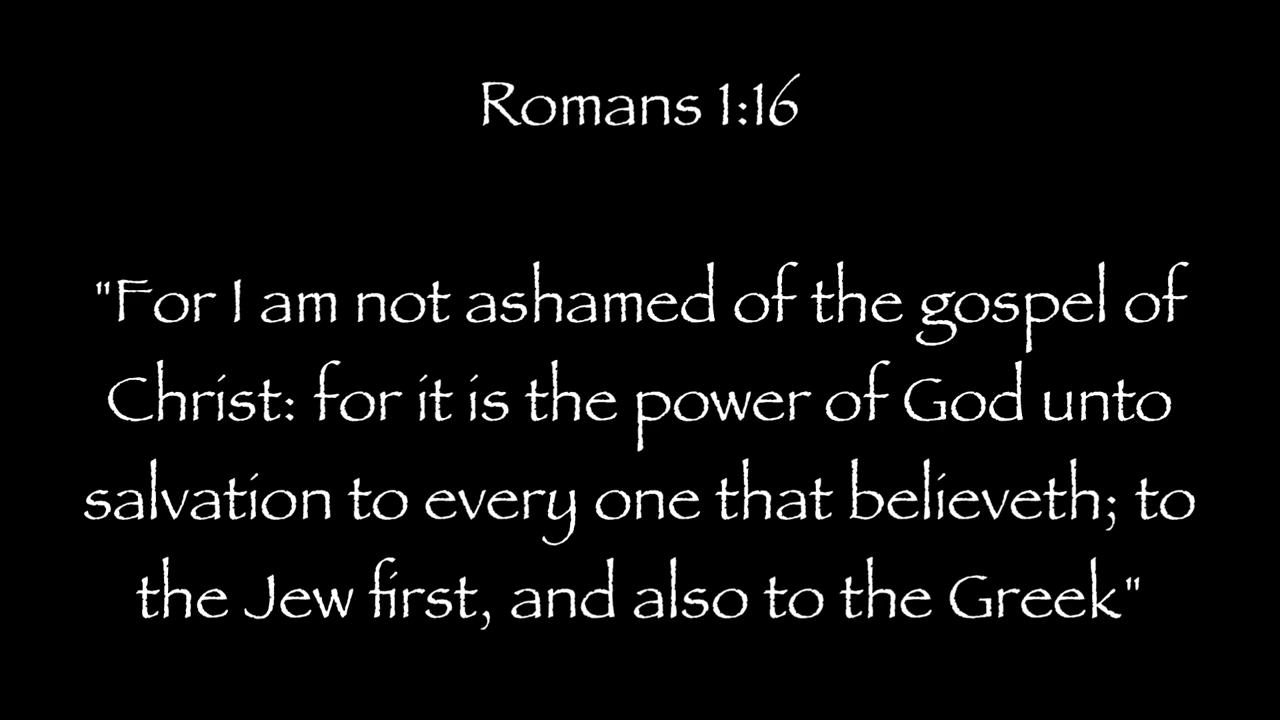 Romans 1:16
"For I am not ashamed of the gospel of
Christ: for it is the power of God unto
salvation to every one that believeth; to
the Jew first, and also to the Greek"